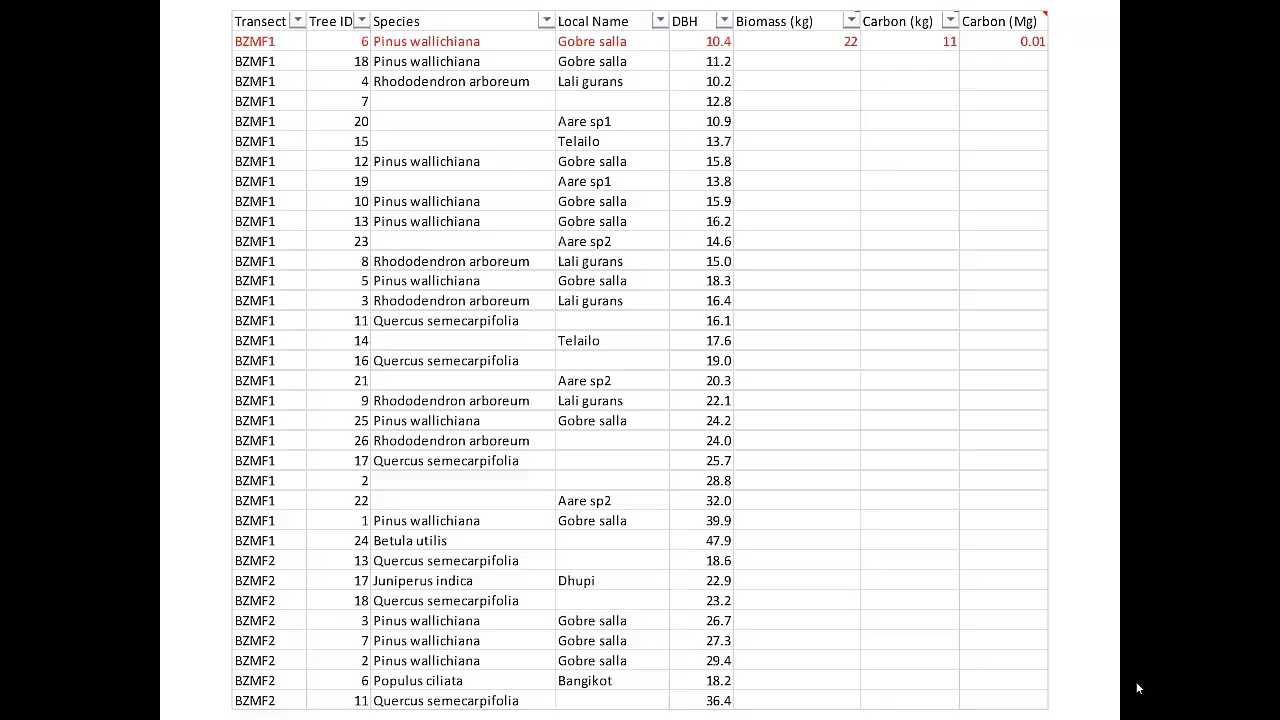 Transect Tree ID Species Local Name DBH Biomass (kg) Carbon (kg) Carbon (Mg)
BZMF1 6 Pinus wallichiana Gobre salla 10.4 22 11 0.01
BZMF1 18 Pinus wallichiana Gobre salla 11.2
BZMF1 4 Rhododendron arboreum Lali gurans 10.2
BZMF1 7 12.8
BZMF1 20 Aare sp1 10.9
BZMF1 15 Telailo 13.7
BZMF1 12 Pinus wallichiana Gobre salla 15.8
BZMF1 19 Aare sp1 13.8
BZMF1 10 Pinus wallichiana Gobre salla 15.9
BZMF1 13 Pinus wallichiana Gobre salla 16.2
BZMF1 23 Aare sp2 14.6
BZMF1 8 Rhododendron arboreum Lali gurans 15.0
BZMF1 5 Pinus wallichiana Gobre salla 18.3
BZMF1 3 Rhododendron arboreum Lali gurans 16.4
BZMF1 11 Quercus semecarpifolia 16.1
BZMF1 14 Telailo 17.6
BZMF1 16 Quercus semecarpifolia 19.0
BZMF1 21 Aare sp2 20.3
BZMF1 9 Rhododendron arboreum Lali gurans 22.1
BZMF1 25 Pinus wallichiana Gobre salla 24.2
BZMF1 26 Rhododendron arboreum 24.0
BZMF1 17 Quercus semecarpifolia 25.7
BZMF1 2 28.8
BZMF1 22 Aare sp2 32.0
BZMF1 1 Pinus wallichiana Gobre salla 39.9
BZMF1 24 Betula utilis 47.9
BZMF2 13 Quercus semecarpifolia 18.6
BZMF2 17 Juniperus indica Dhupi 22.9
BZMF2 18 Quercus semecarpifolia 23.2
BZMF2 3 Pinus wallichiana Gobre salla 26.7
BZMF2 7 Pinus wallichiana Gobre salla 27.3
BZMF2 2 Pinus wallichiana Gobre salla 29.4
BZMF2 6 Populus ciliata Bangikot 18.2
BZMF2 11 Quercus semecarpifolia 36.4